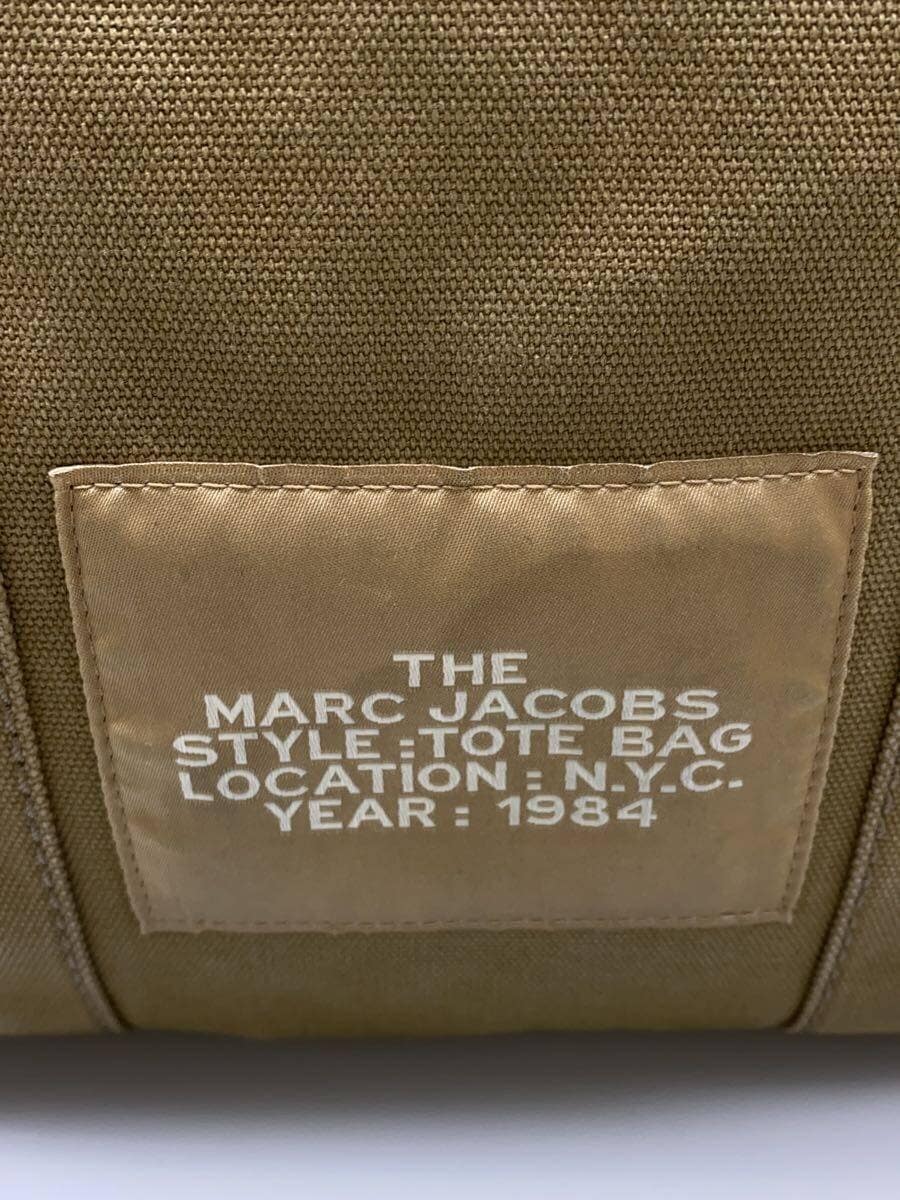 THE
MARC JACOBS
STYLE : TOTE BAG
LOCATION : N.Y.C.
YEAR : 1984